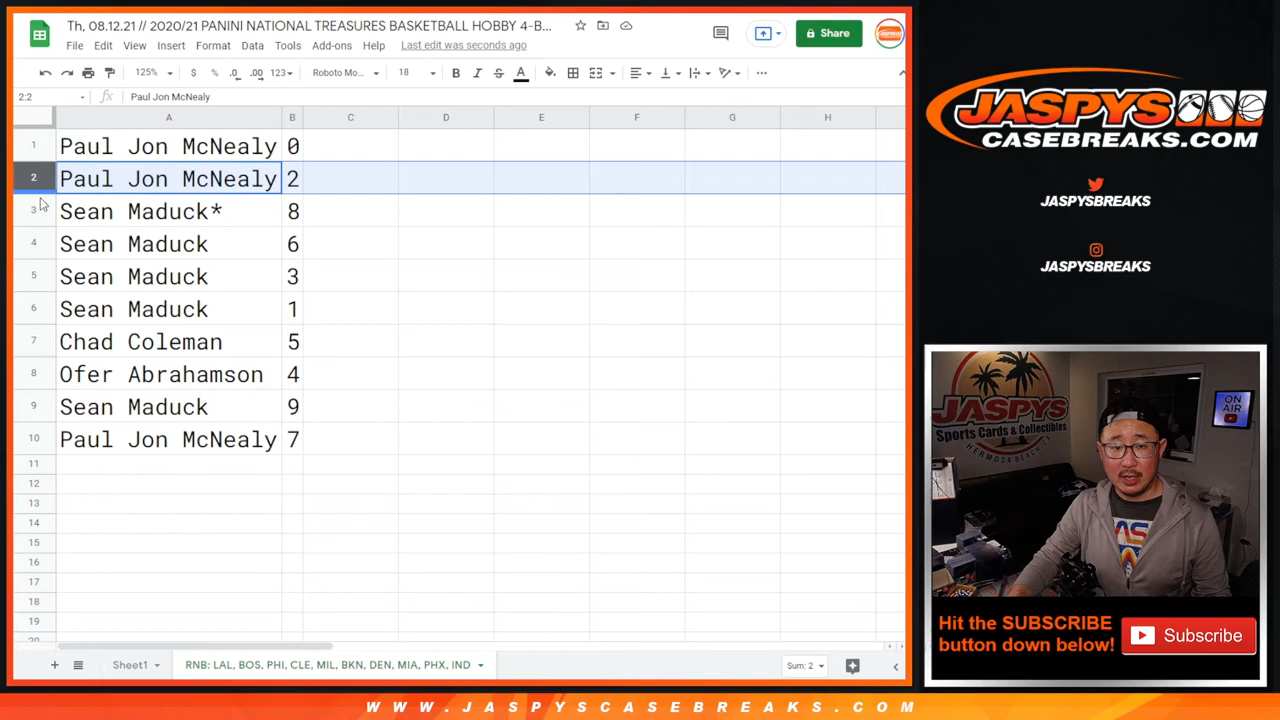 Th, 08.12.21 // 2020/21 PANINI NATIONAL TREASURES BASKETBALL HOBBY 4-B...
File Edit View Insert Format Data Tools Add-ons Help Last edit was seconds ago
Share
125% $ % .0 .00 123 Roboto Mo... 18 B I S A
2:2 fx Paul Jon McNealy
A B C D E F G H
1 Paul Jon McNealy 0
2 Paul Jon McNealy 2
3 Sean Maduck* 8
4 Sean Maduck 6
5 Sean Maduck 3
6 Sean Maduck 1
7 Chad Coleman 5
8 Ofer Abrahamson 4
9 Sean Maduck 9
10 Paul Jon McNealy 7
11
12
13
14
15
16
17
18
19
20
Sheet1 RNB: LAL, BOS, PHI, CLE, MIL, BKN, DEN, MIA, PHX, IND Sum: 2
JASPYS
CASEBREAKS.COM
JASPYSBREAKS
JASPYSBREAKS
JASPYS
Sports Cards & Collectibles
HERMOSA BEACH
ON AIR
Hit the SUBSCRIBE
button down below!
Subscribe
WWW.JASPYSCASEBREAKS.COM